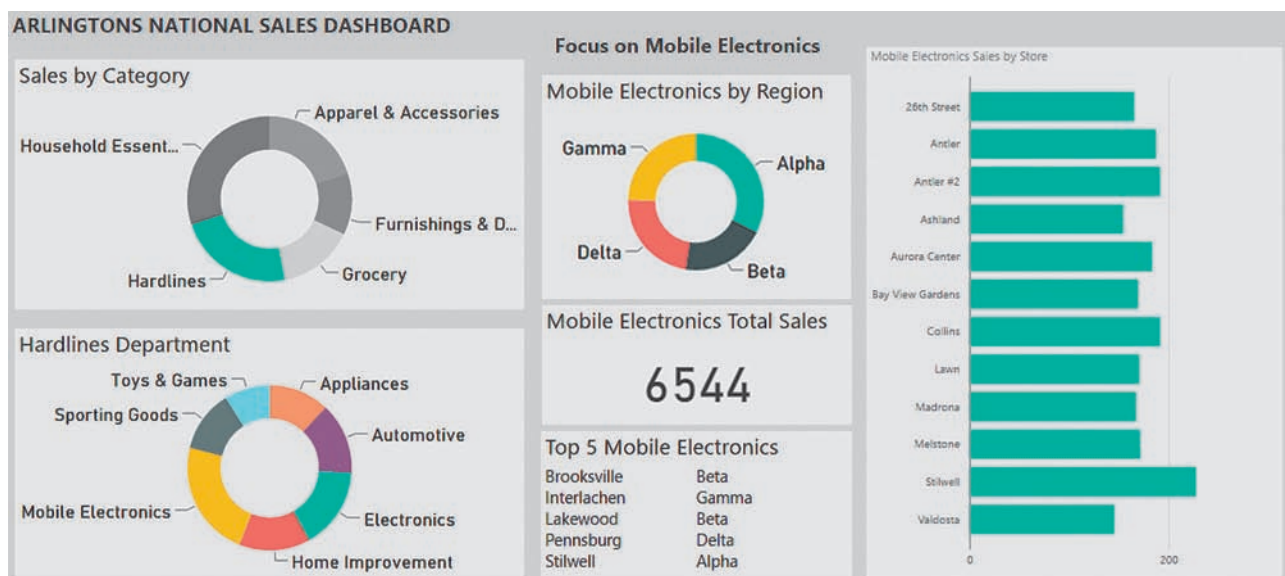 ARLINGTONS NATIONAL SALES DASHBOARD
Sales by Category
Apparel & Accessories
Household Essent...
Furnishings & D...
Hardlines
Grocery
Hardlines Department
Toys & Games
Appliances
Sporting Goods
Automotive
Mobile Electronics
Electronics
Home Improvement
Focus on Mobile Electronics
Mobile Electronics by Region
Gamma
Alpha
Delta
Beta
Mobile Electronics Total Sales
6544
Top 5 Mobile Electronics
Brooksville Beta
Interlachen Gamma
Lakewood Beta
Pennsburg Delta
Stilwell Alpha
Mobile Electronics Sales by Store
26th Street
Antler
Antler #2
Ashland
Aurora Center
Bay View Gardens
Collins
Lawn
Madrona
Melstone
Stilwell
Valdosta
0 200